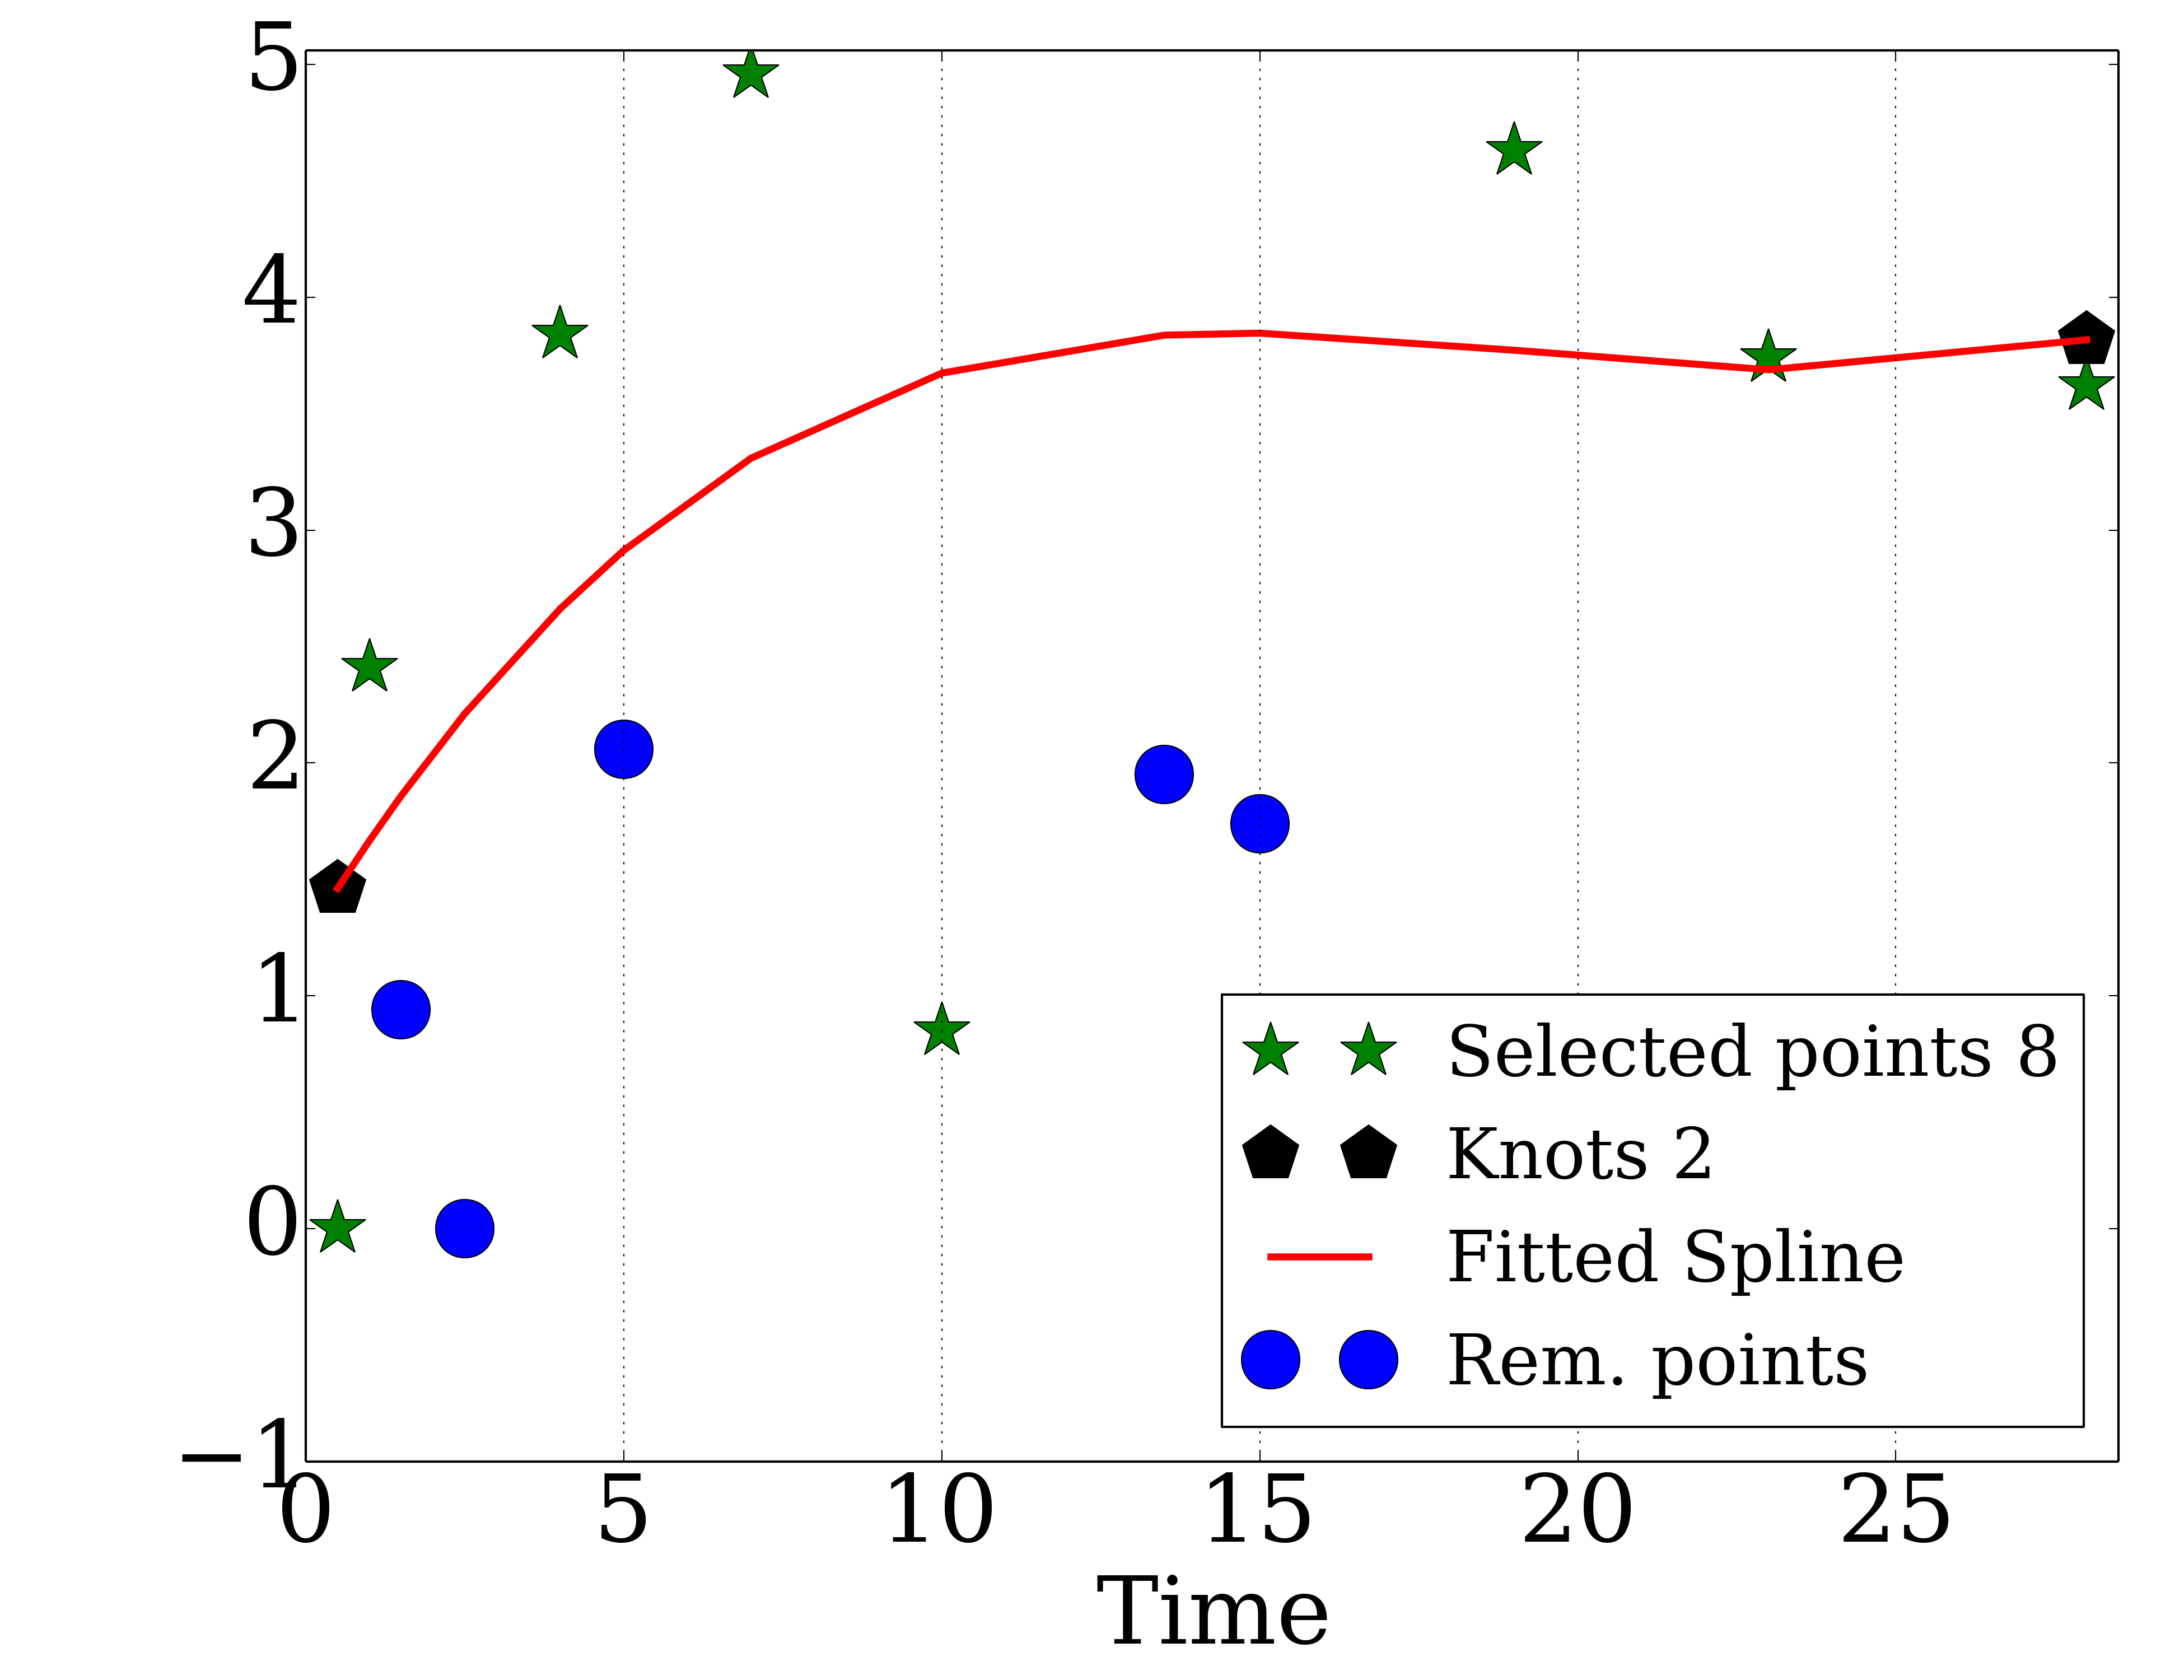 5
4
3
2
1
0
−1
0 5 10 15 20 25
Time
Selected points 8
Knots 2
Fitted Spline
Rem. points